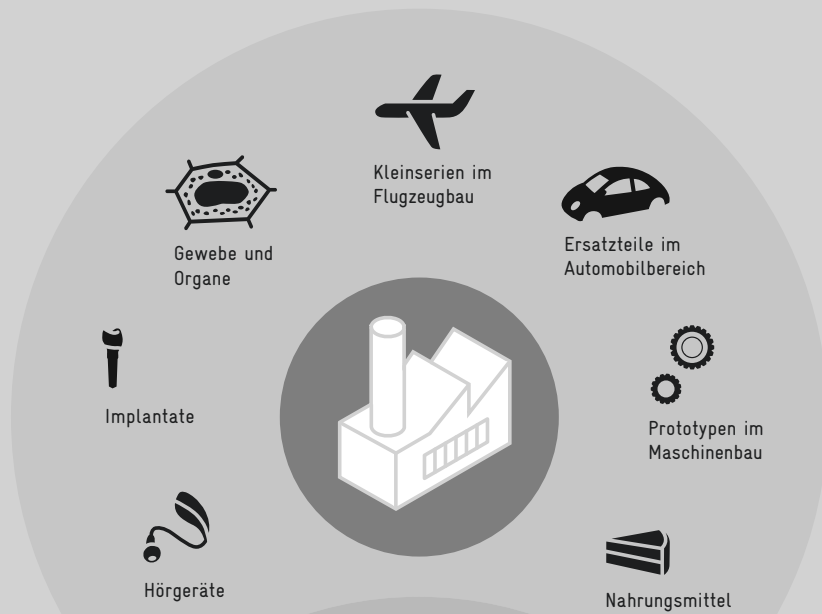 Kleinserien im
Flugzeugbau
Gewebe und
Organe
Ersatzteile im
Automobilbereich
Implantate
Prototypen im
Maschinenbau
Hörgeräte
Nahrungsmittel